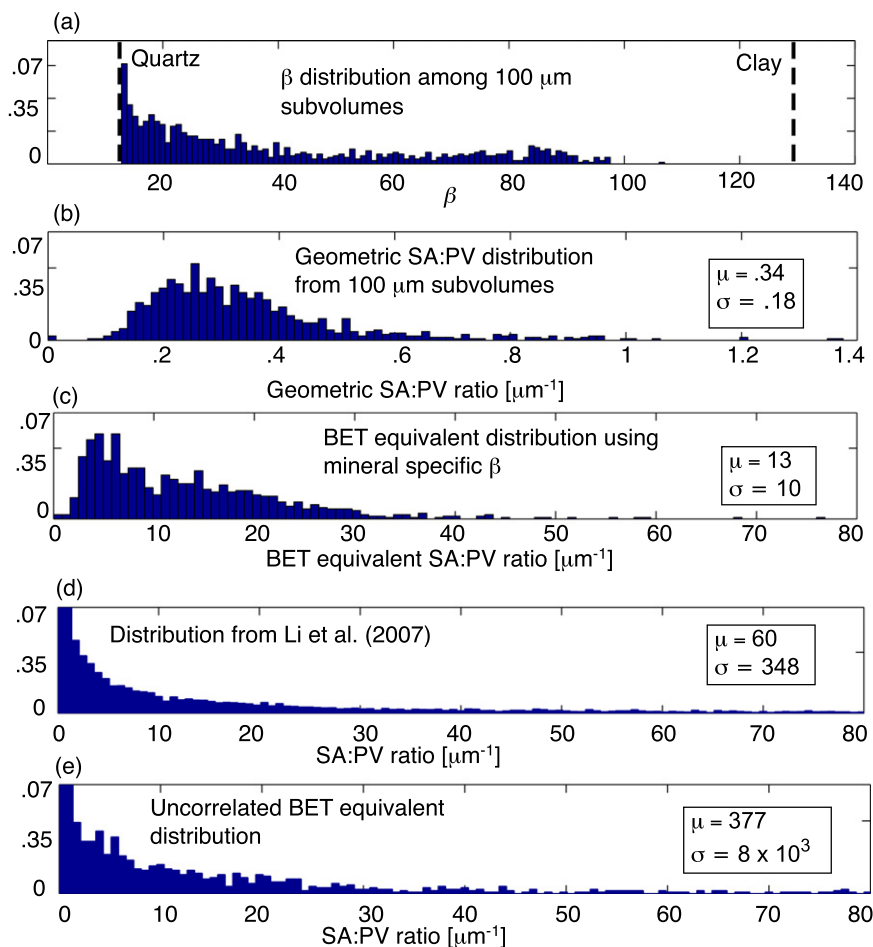 (a)
.07
.35
0
Quartz
β distribution among 100 μm
subvolumes
Clay
20 40 60 80 100 120 140
β
(b)
0.07
.35
0
Geometric SA:PV distribution
from 100 μm subvolumes
μ = .34
σ = .18
0 .2 .4 .6 .8 1 1.2 1.4
Geometric SA:PV ratio [μm-1]
(c)
0.07
.35
0
BET equivalent distribution using
mineral specific β
μ = 13
σ = 10
0 10 20 30 40 50 60 70 80
BET equivalent SA:PV ratio [μm-1]
(d)
0.07
.35
0
Distribution from Li et al. (2007)
μ = 60
σ = 348
0 10 20 30 40 50 60 70 80
SA:PV ratio [μm-1]
(e)
.07
.35
0
Uncorrelated BET equivalent
distribution
μ = 377
σ = 8 x 103
0 10 20 30 40 50 60 70 80
SA:PV ratio [μm-1]